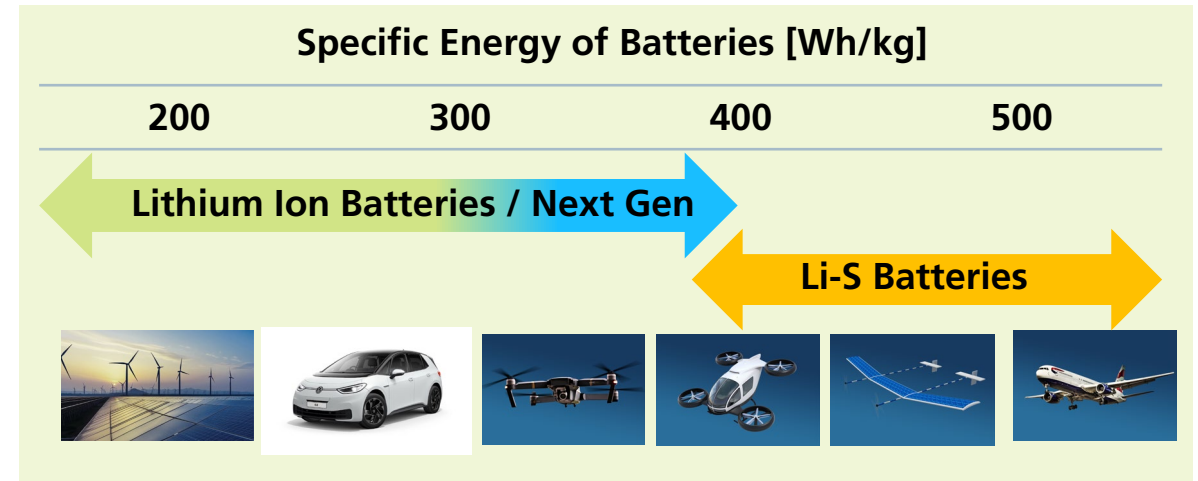 Specific Energy of Batteries [Wh/kg]
200 300 400 500
Lithium Ion Batteries / Next Gen
Li-S Batteries